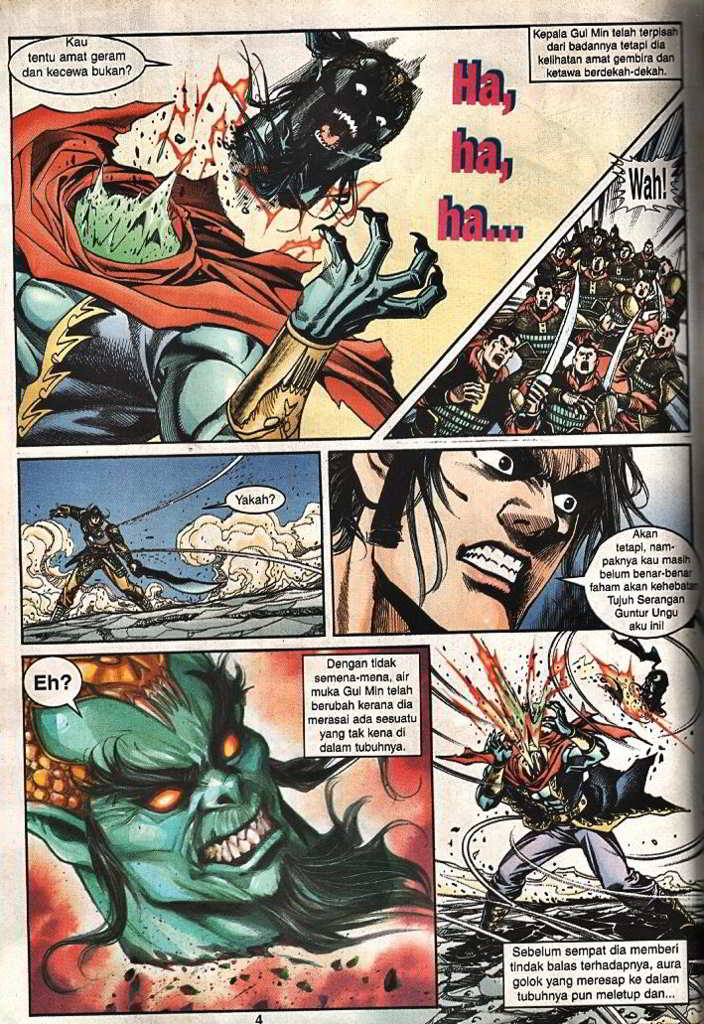 Kau
tentu amat geram
dan kecewa bukan?
Kepala Gui Min telah terpisah
dari badannya tetapi dia
kelihatan amat gembira dan
ketawa berdekah-dekah.
Ha,
ha,
ha...
Wah!
Yakah?
Akan
tetapi, nam-
paknya kau masih
belum benar-benar
faham akan kehebatan
Tujuh Serangan
Guntur Ungu
aku ini!
Eh?
Dengan tidak
semena-mena, air
muka Gui Min telah
berubah kerana dia
merasai ada sesuatu
yang tak kena di
dalam tubuhnya.
Sebelum sempat dia memberi
tindak balas terhadapnya, aura
golok yang meresap ke dalam
tubuhnya pun meletup dan...
4